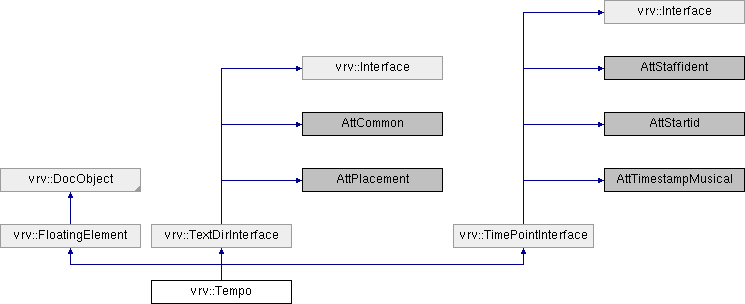 vrv::Interface
vrv::Interface
AttStaffident
AttCommon
AttStartid
vrv::DocObject
AttPlacement
AttTimestampMusical
vrv::FloatingElement
vrv::TextDirInterface
vrv::TimePointInterface
vrv::Tempo